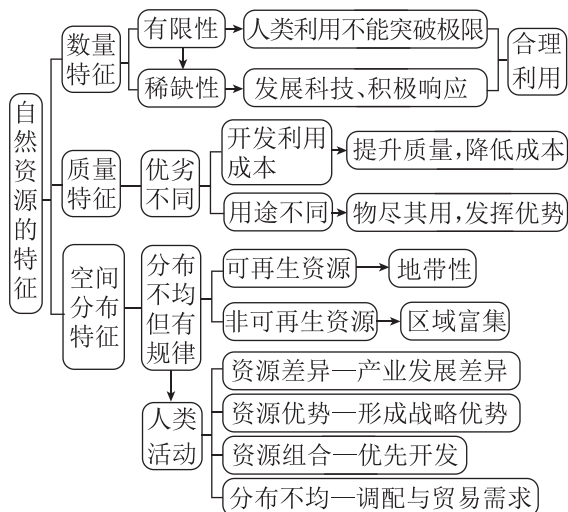 自然资源的特征
数量
特征
有限性
人类利用不能突破极限
稀缺性
发展科技、积极响应
合理
利用
质量
特征
优劣
不同
开发利用
成本
提升质量,降低成本
用途不同
物尽其用,发挥优势
空间
分布
特征
分布
不均
但有
规律
可再生资源
地带性
非可再生资源
区域富集
人类
活动
资源差异—产业发展差异
资源优势—形成战略优势
资源组合—优先开发
分布不均—调配与贸易需求